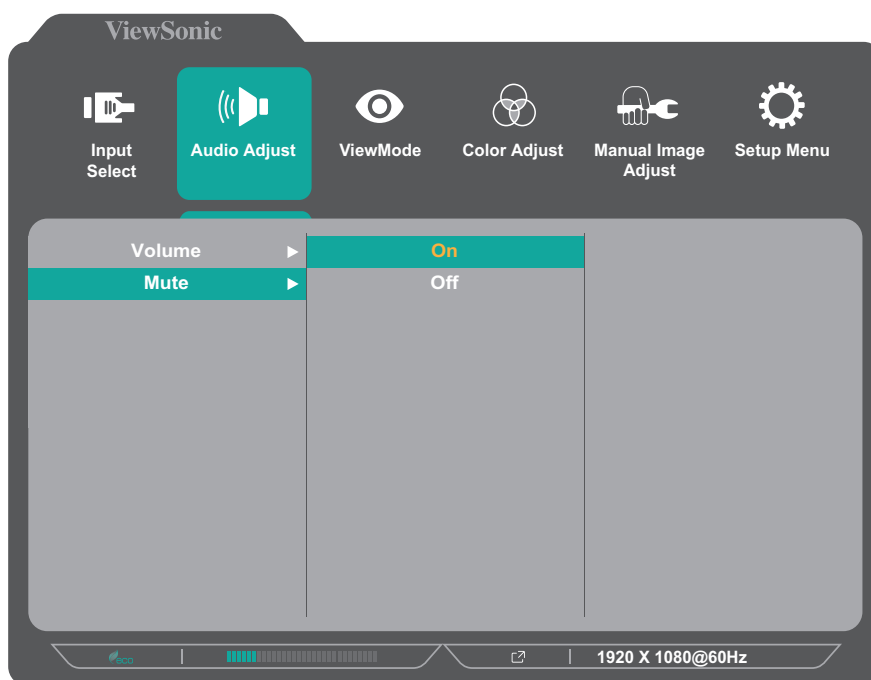 ViewSonic
Input
Select
Audio Adjust
ViewMode
Color Adjust
Manual Image
Adjust
Setup Menu
Volume
On
Mute
Off
eco
1920 X 1080@60Hz